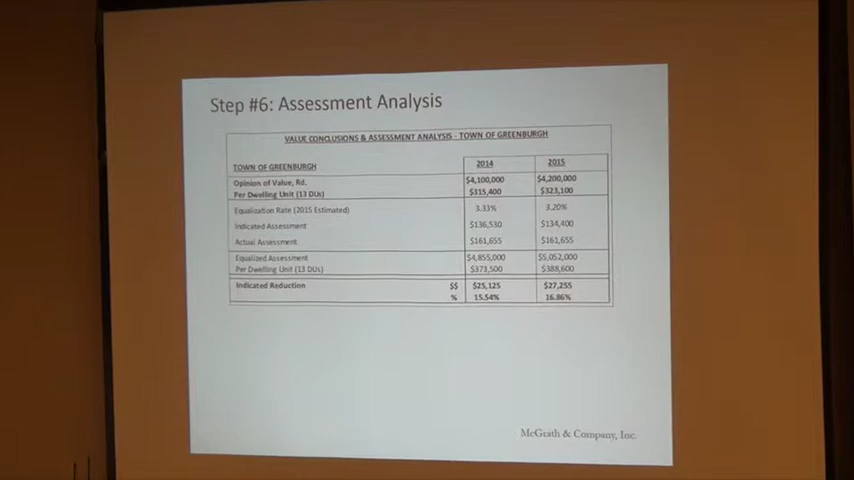 Step #6: Assessment Analysis
VALUE CONCLUSIONS & ASSESSMENT ANALYSIS - TOWN OF GREENBURGH
TOWN OF GREENBURGH 2014 2015
Opinion of Value, Rd. $4,100,000 $4,200,000
Per Dwelling Unit (13 DUs) $315,400 $323,100
Equalization Rate (2015 Estimated) 3.33% 3.20%
Indicated Assessment $136,530 $134,400
Actual Assessment $161,655 $161,655
Equalized Assessment $4,855,000 $5,052,000
Per Dwelling Unit (13 DUs) $373,500 $388,600
Indicated Reduction $$ $25,125 $27,255
% 15.54% 16.86%
McGrath & Company, Inc.